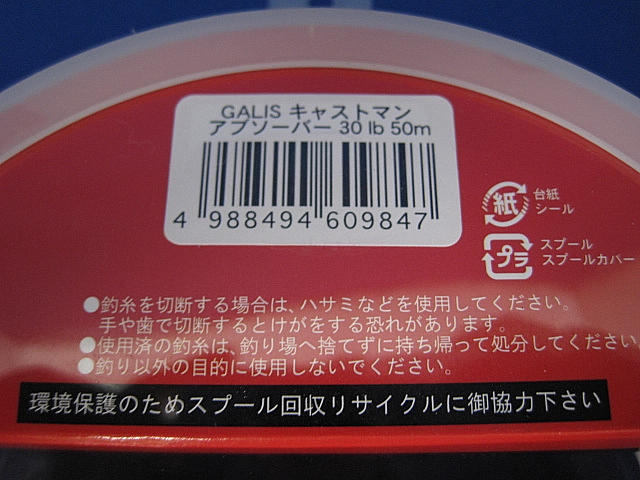 GALIS キャストマン
アブソーバー 30 lb 50m
4 988494 609847
紙
台紙
シール
プラ
スプール
スプールカバー
●釣糸を切断する場合は、ハサミなどを使用してください。
手や歯で切断するとけがをする恐れがあります。
●使用済の釣糸は、釣り場へ捨てずに持ち帰って処分してください
●釣り以外の目的に使用しないでください。
環境保護のためスプール回収リサイクルに御協力下さい